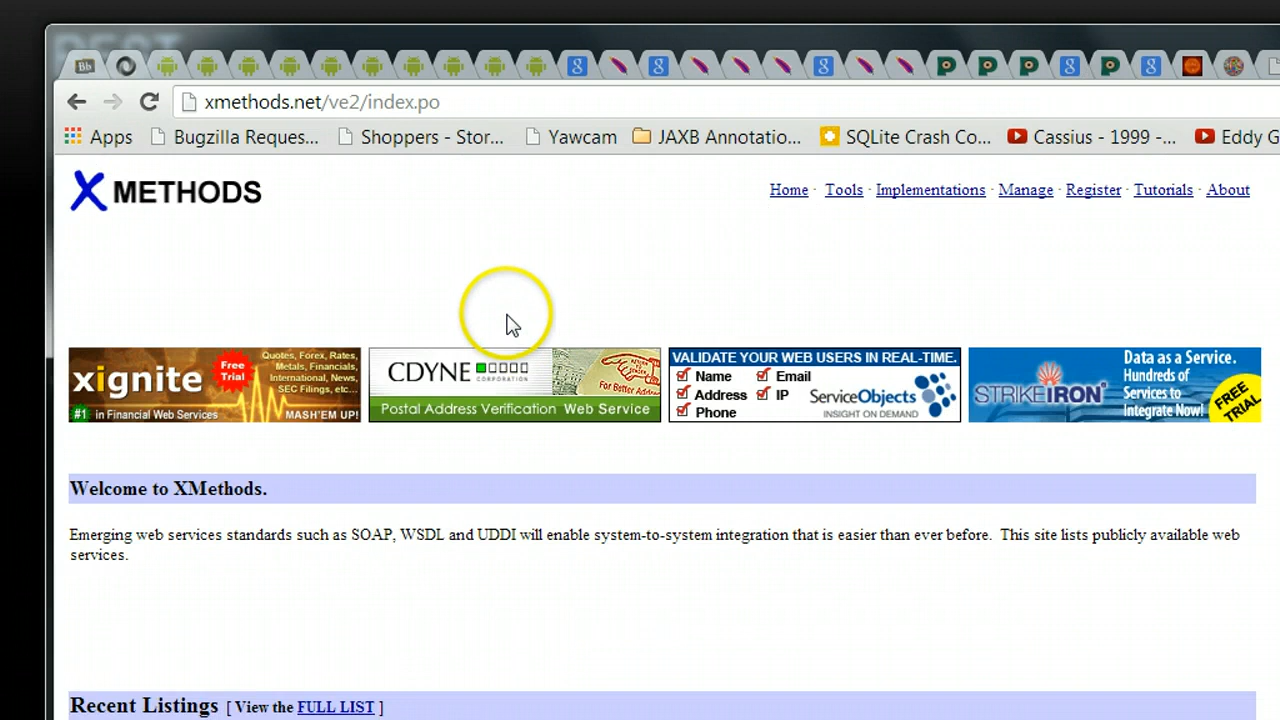 xmethods.net/ve2/index.po
Apps Bugzilla Reques... Shoppers - Stor... Yawcam JAXB Annotatio... SQLite Crash Co... Cassius - 1999 -... Eddy G
X METHODS
Home · Tools · Implementations · Manage · Register · Tutorials · About
xignite
Free
Trial
Quotes, Forex, Rates,
Metals, Financials,
International, News,
SEC Filings, etc...
#1 in Financial Web Services
MASH'EM UP!
CDYNE
CORPORATION
For Better
Postal Address Verification Web Service
VALIDATE YOUR WEB USERS IN REAL-TIME.
Name Email
Address IP
Phone
ServiceObjects
INSIGHT ON DEMAND
STRIKEIRON
Data as a Service.
Hundreds of
Services to
Integrate Now!
FREE
TRIAL
Welcome to XMethods.
Emerging web services standards such as SOAP, WSDL and UDDI will enable system-to-system integration that is easier than ever before. This site lists publicly available web
services.
Recent Listings [ View the FULL LIST ]